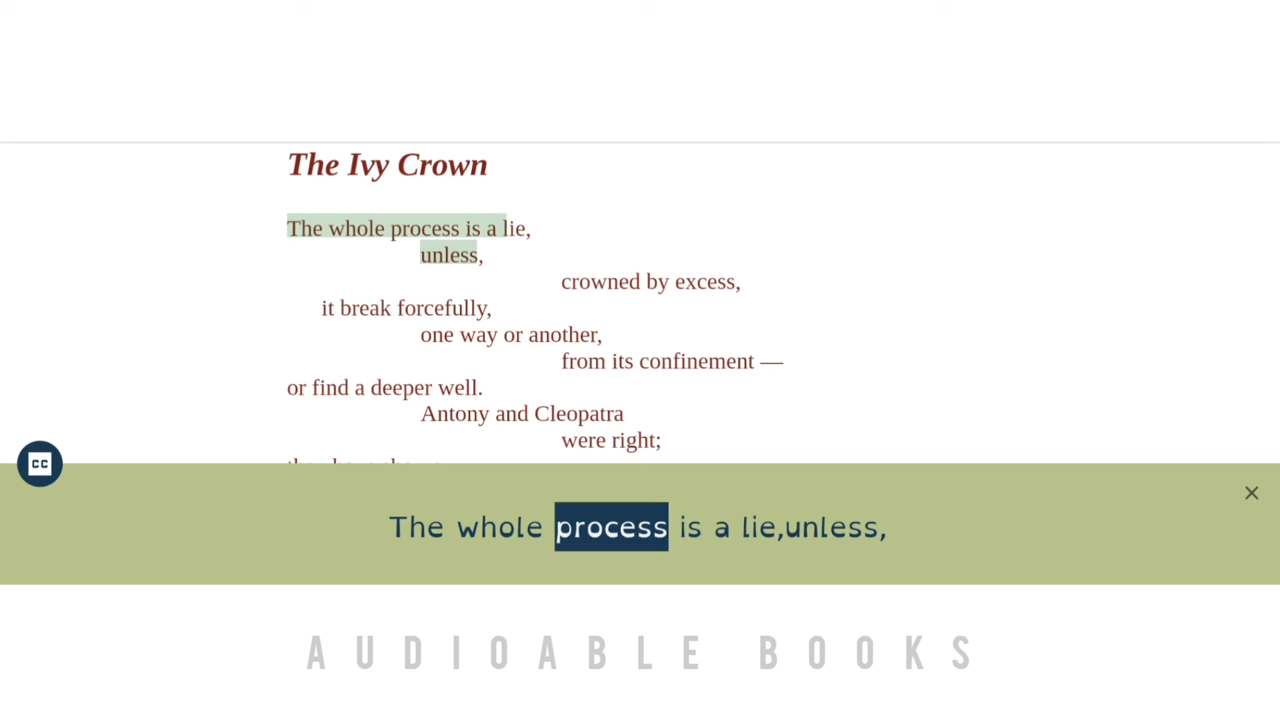 The Ivy Crown
The whole process is a lie,
unless,
crowned by excess,
it break forcefully,
one way or another,
from its confinement —
or find a deeper well.
Antony and Cleopatra
were right;
CC
The whole process is a lie,unless,
AUDIOABLE BOOKS